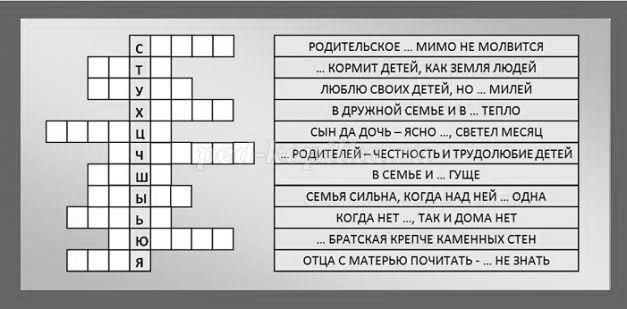 С
Т
У
Х
Ц
Ч
Ш
Ы
Ь
Ю
Я
РОДИТЕЛЬСКОЕ … МИМО НЕ МОЛВИТСЯ
… КОРМИТ ДЕТЕЙ, КАК ЗЕМЛЯ ЛЮДЕЙ
ЛЮБЛЮ СВОИХ ДЕТЕЙ, НО … МИЛЕЙ
В ДРУЖНОЙ СЕМЬЕ И В … ТЕПЛО
СЫН ДА ДОЧЬ – ЯСНО …, СВЕТЕЛ МЕСЯЦ
… РОДИТЕЛЕЙ – ЧЕСТНОСТЬ И ТРУДОЛЮБИЕ ДЕТЕЙ
В СЕМЬЕ И … ГУЩЕ
СЕМЬЯ СИЛЬНА, КОГДА НАД НЕЙ … ОДНА
КОГДА НЕТ …, ТАК И ДОМА НЕТ
… БРАТСКАЯ КРЕПЧЕ КАМЕННЫХ СТЕН
ОТЦА С МАТЕРЬЮ ПОЧИТАТЬ - … НЕ ЗНАТЬ